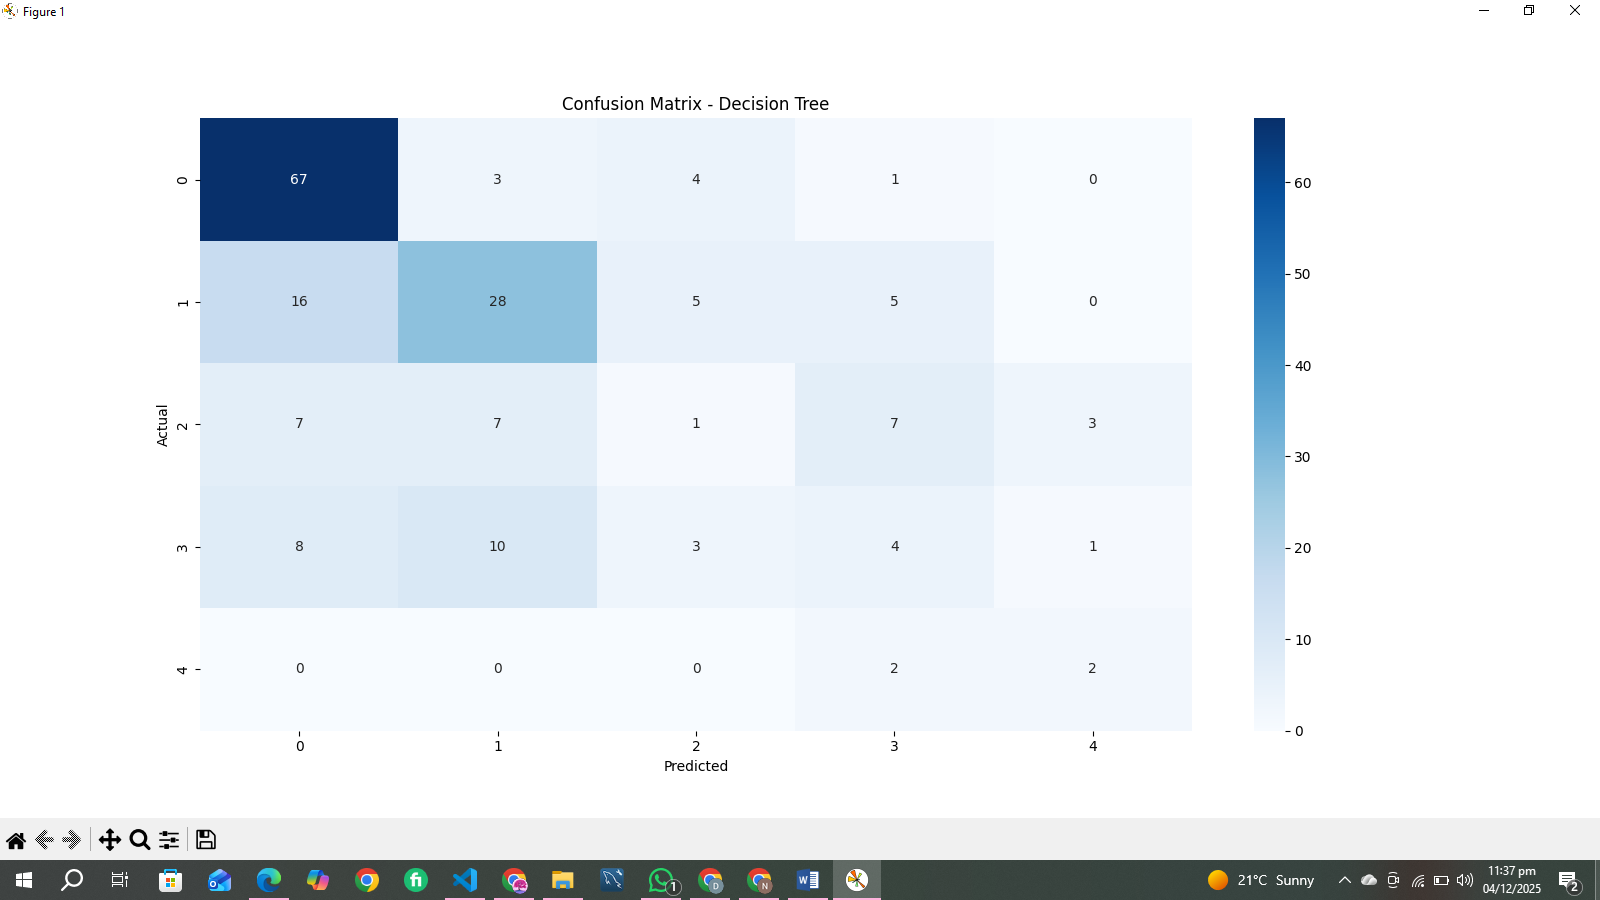 Figure 1
Confusion Matrix - Decision Tree
0 67 3 4 1 0
1 16 28 5 5 0
2 7 7 1 7 3
3 8 10 3 4 1
4 0 0 0 2 2
Actual
0 1 2 3 4
Predicted
60
50
40
30
20
10
0
1
D
N
21°C Sunny
11:37 pm
04/12/2025
2